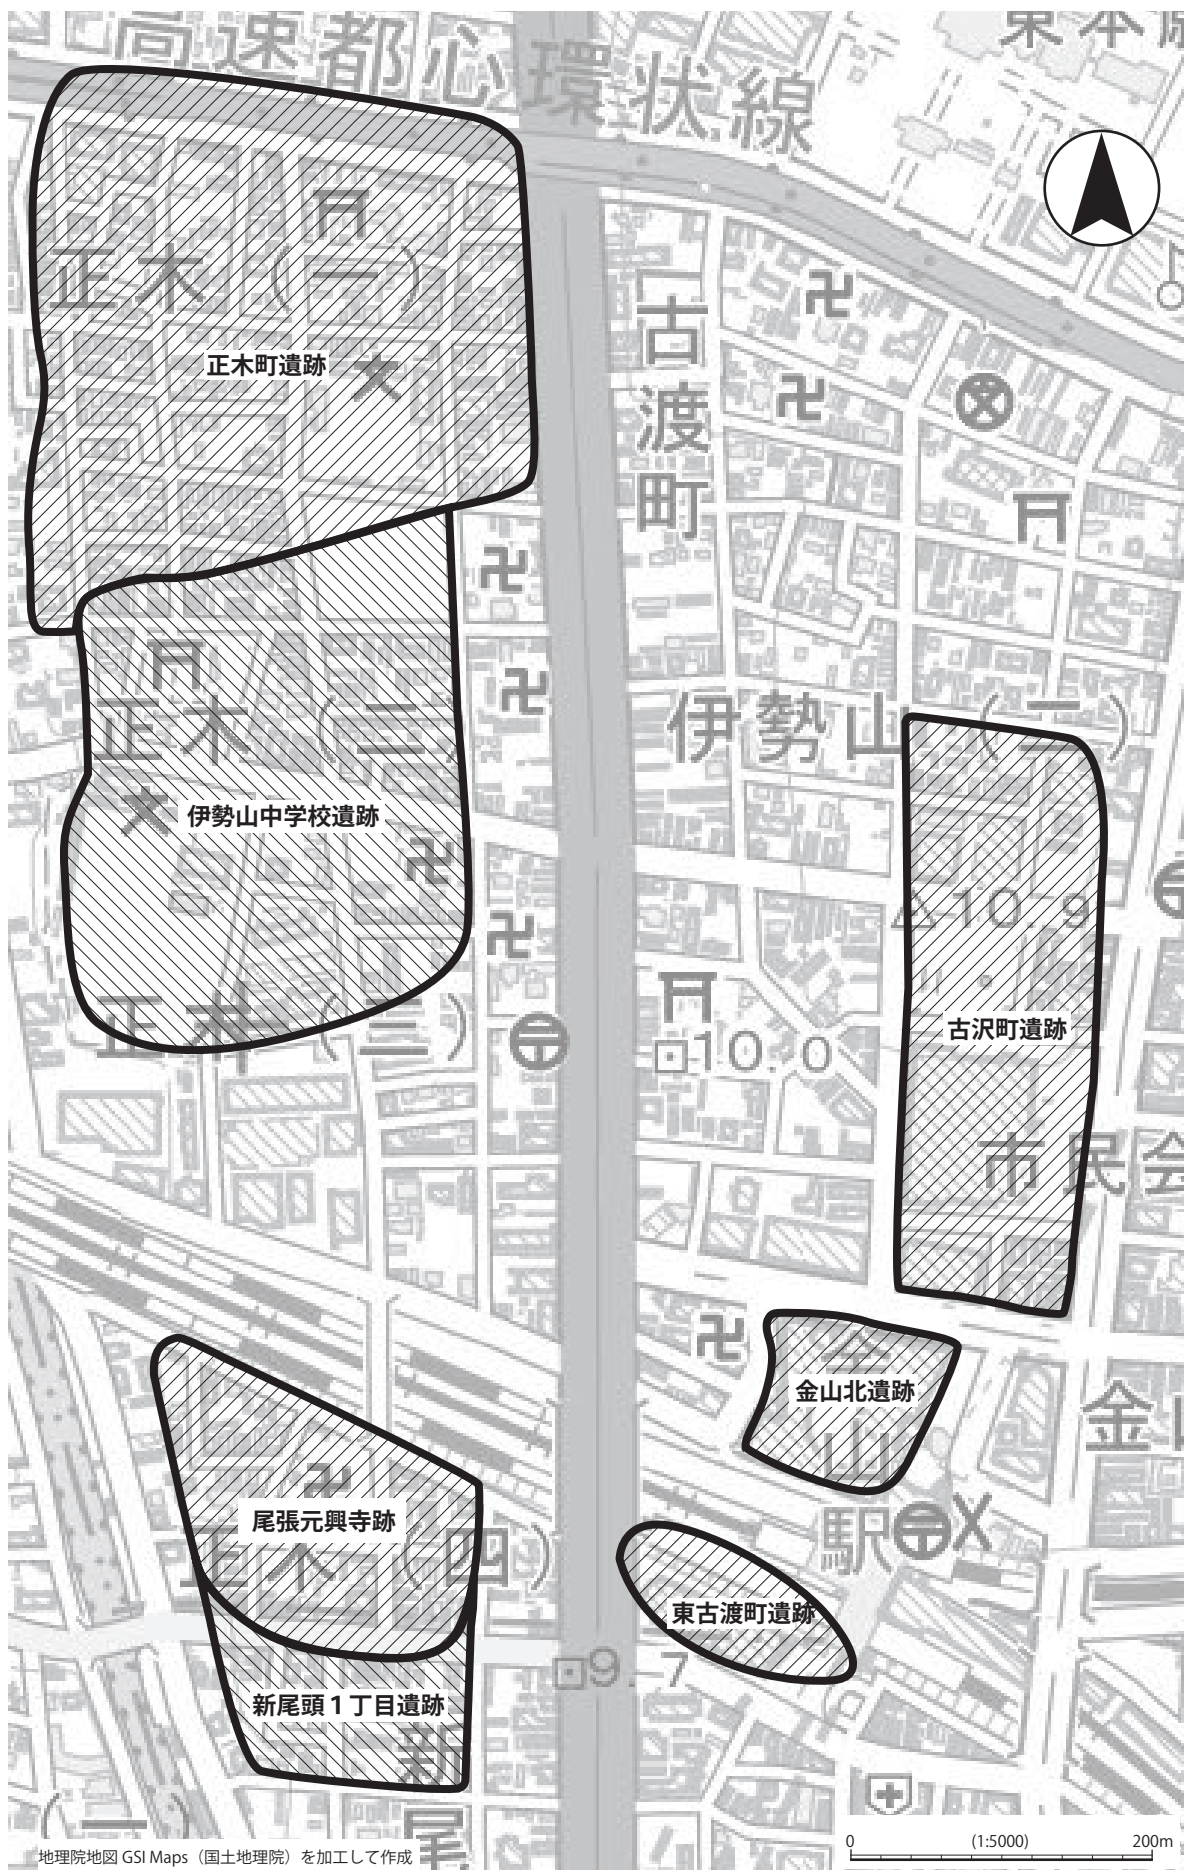 高速都心環状線
東本願
正木(一)
正木町遺跡
古渡町
正木(二)
伊勢山(二)
伊勢山中学校遺跡
10.9
古沢町遺跡
正木(三)
10.0
市民会
金山北遺跡
金山
尾張元興寺跡
正木(四)
駅
東古渡町遺跡
9.7
新尾頭1丁目遺跡
新尾
(一)
0 (1:5000) 200m
地理院地図 GSI Maps(国土地理院)を加工して作成